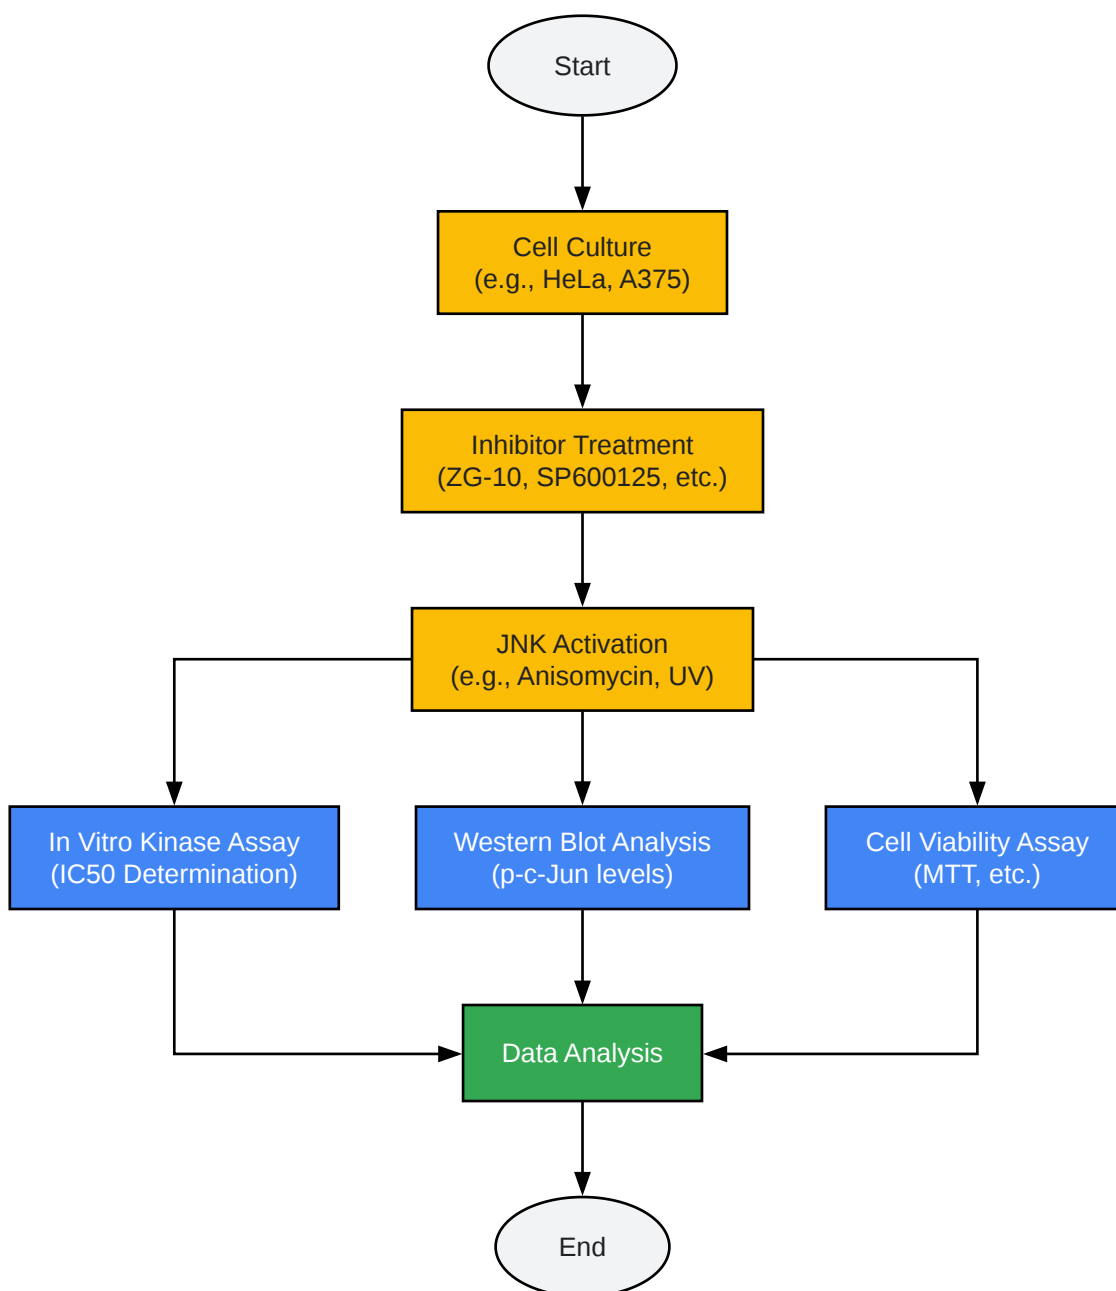 Start
Cell Culture
(e.g., HeLa, A375)
Inhibitor Treatment
(ZG-10, SP600125, etc.)
JNK Activation
(e.g., Anisomycin, UV)
In Vitro Kinase Assay
(IC50 Determination)
Western Blot Analysis
(p-c-Jun levels)
Cell Viability Assay
(MTT, etc.)
Data Analysis
End